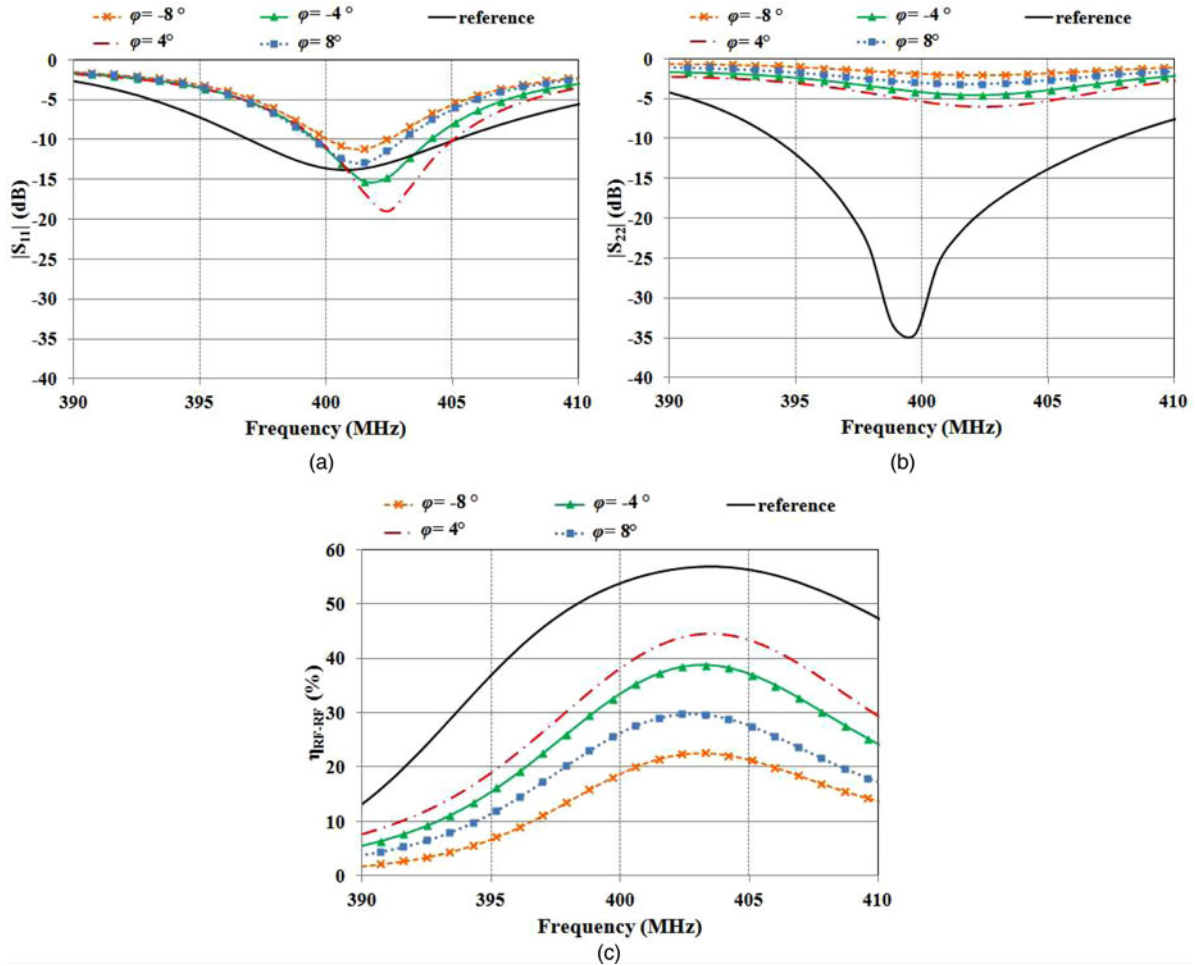 φ= -8 °
φ= -4 °
reference
φ= 4°
φ= 8°
|S11| (dB)
0
-5
-10
-15
-20
-25
-30
-35
-40
390
395
400
405
410
Frequency (MHz)
(a)
φ= -8 °
φ= -4 °
reference
φ= 4°
φ= 8°
|S22| (dB)
0
-5
-10
-15
-20
-25
-30
-35
-40
390
395
400
405
410
Frequency (MHz)
(b)
φ= -8 °
φ= -4 °
reference
φ= 4°
φ= 8°
ηRF-RF (%)
60
50
40
30
20
10
0
390
395
400
405
410
Frequency (MHz)
(c)